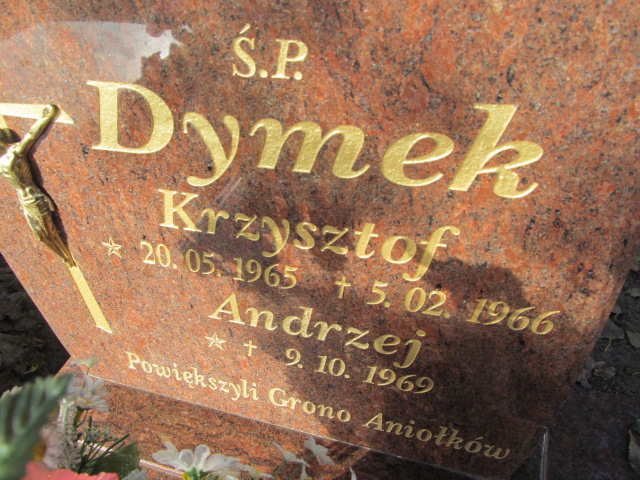 Ś.P.
Dymek
Krzysztof
☆ 20. 05. 1965 † 5. 02. 1966
Andrzej
☆ † 9. 10. 1969
Powiększyli Grono Aniołków